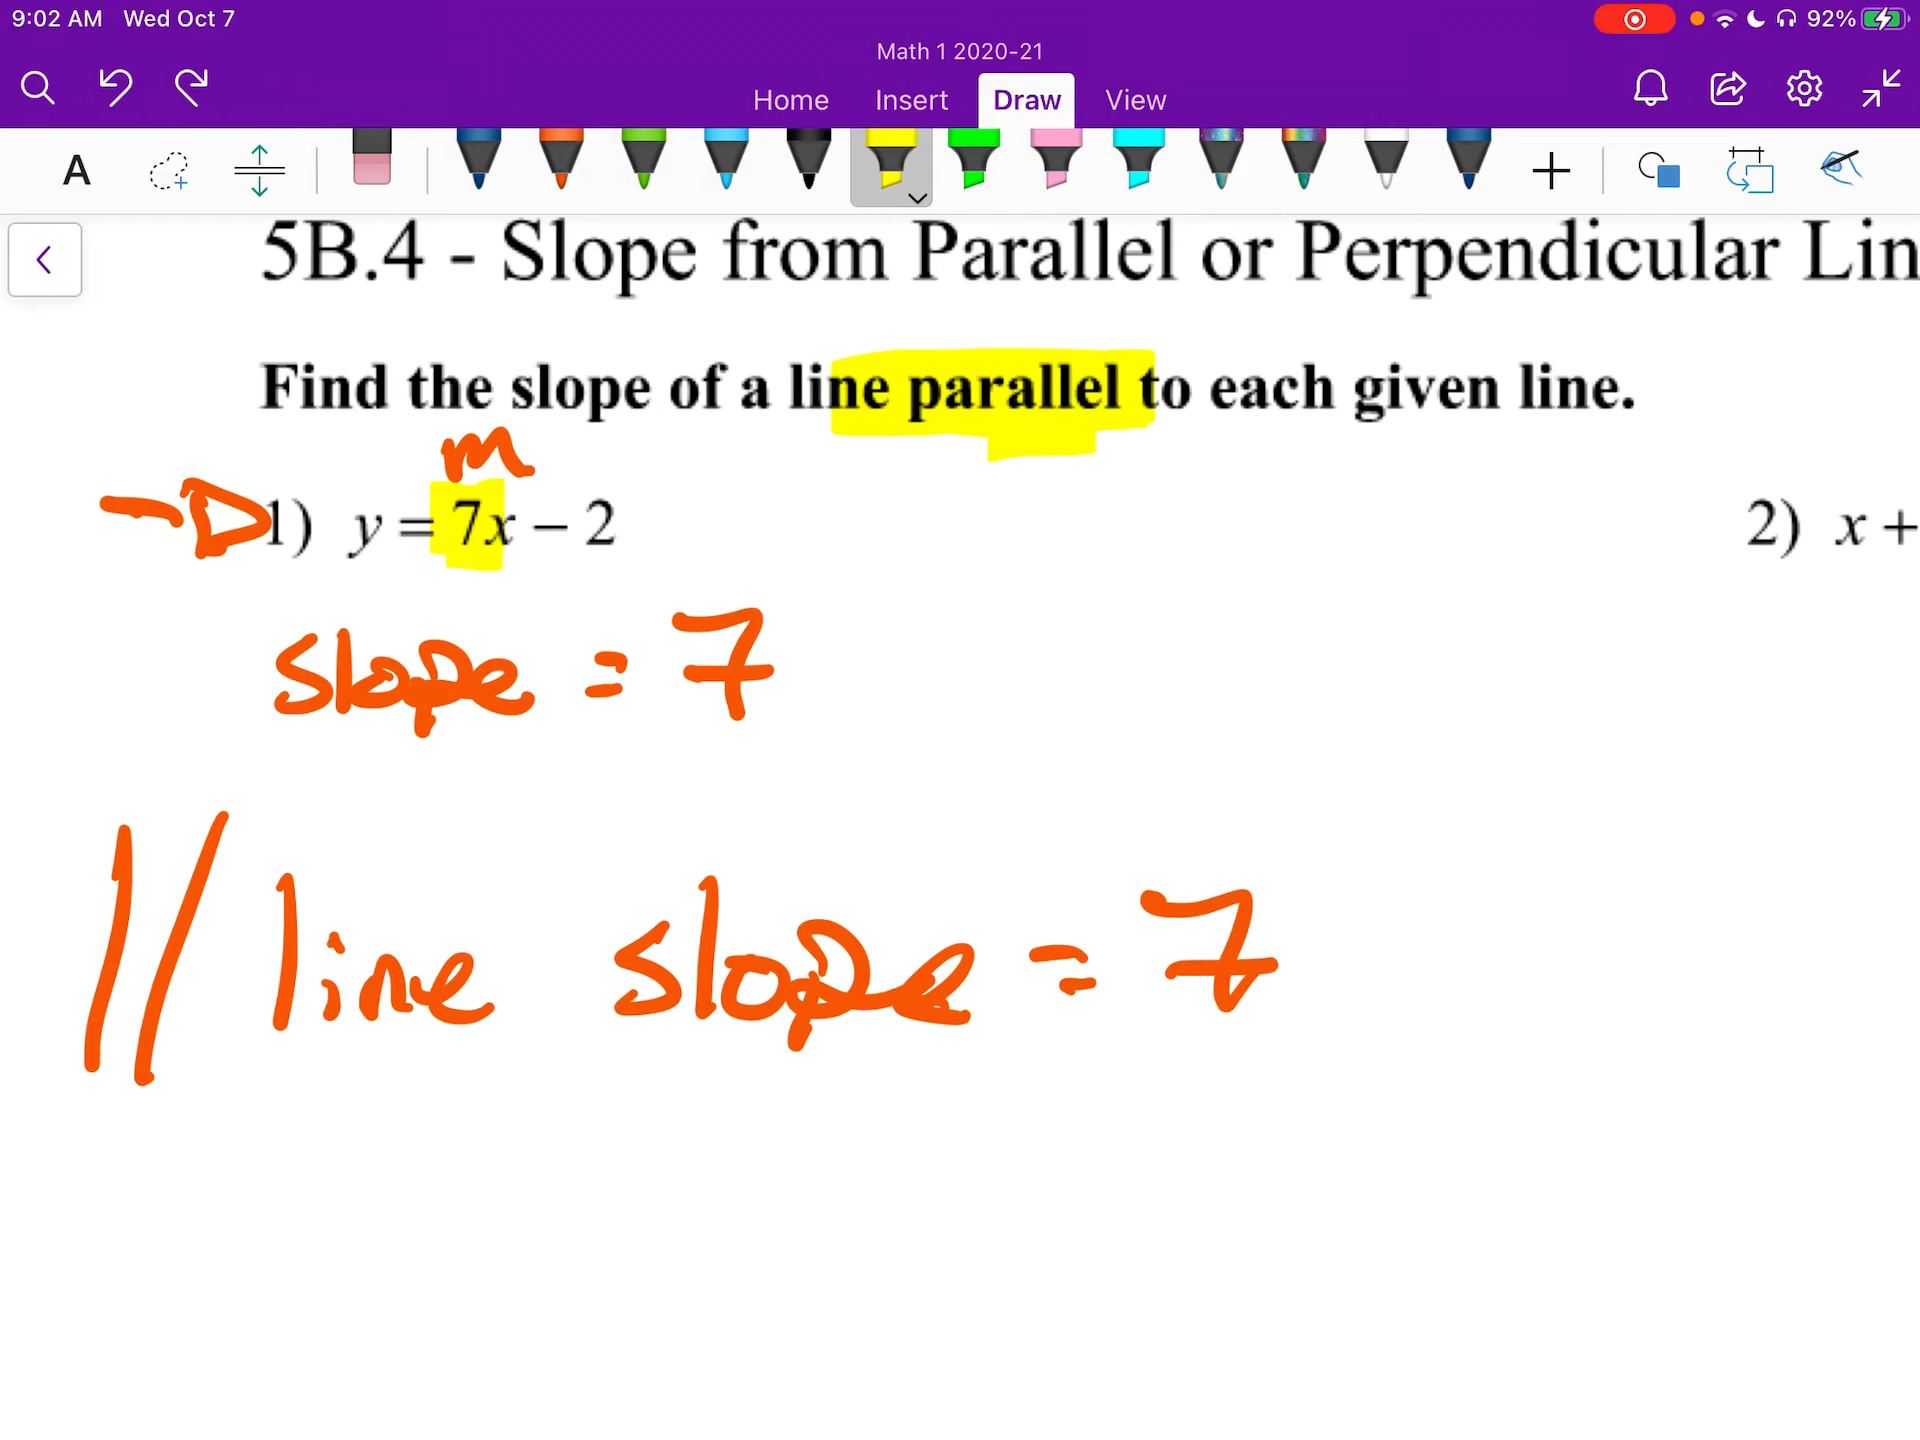 9:02 AM Wed Oct 7
92%
Math 1 2020-21
Home Insert Draw View
A
5B.4 - Slope from Parallel or Perpendicular Lin
Find the slope of a line parallel to each given line.
m
1) y = 7x − 2
2) x +
slope = 7
// line slope = 7